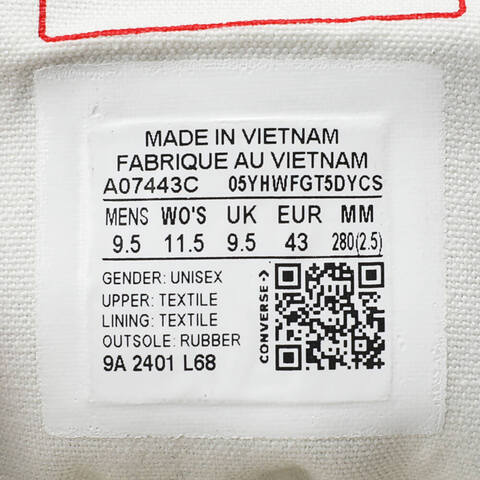 MADE IN VIETNAM
FABRIQUE AU VIETNAM
A07443C 05YHWFGT5DYCS
MENS WO'S UK EUR MM
9.5 11.5 9.5 43 280(2.5)
GENDER: UNISEX
UPPER: TEXTILE
LINING: TEXTILE
OUTSOLE: RUBBER
9A 2401 L68
CONVERSE